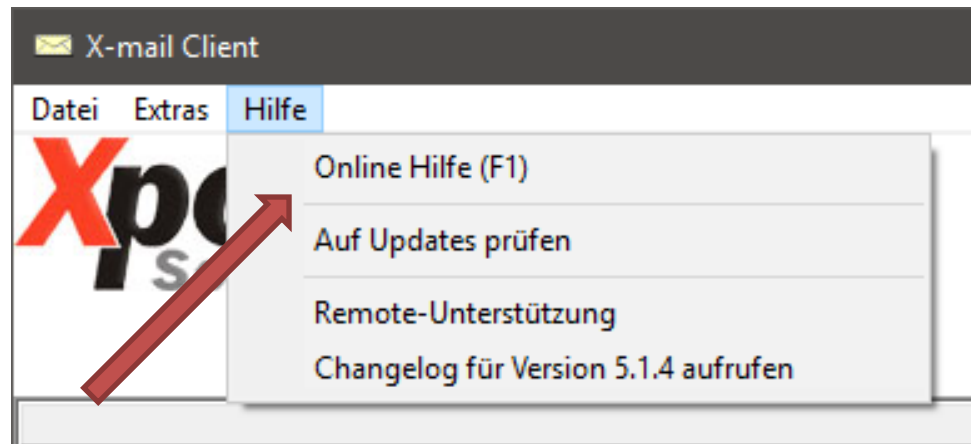 X-mail Client
Datei Extras Hilfe
Online Hilfe (F1)
Auf Updates prüfen
Remote-Unterstützung
Changelog für Version 5.1.4 aufrufen